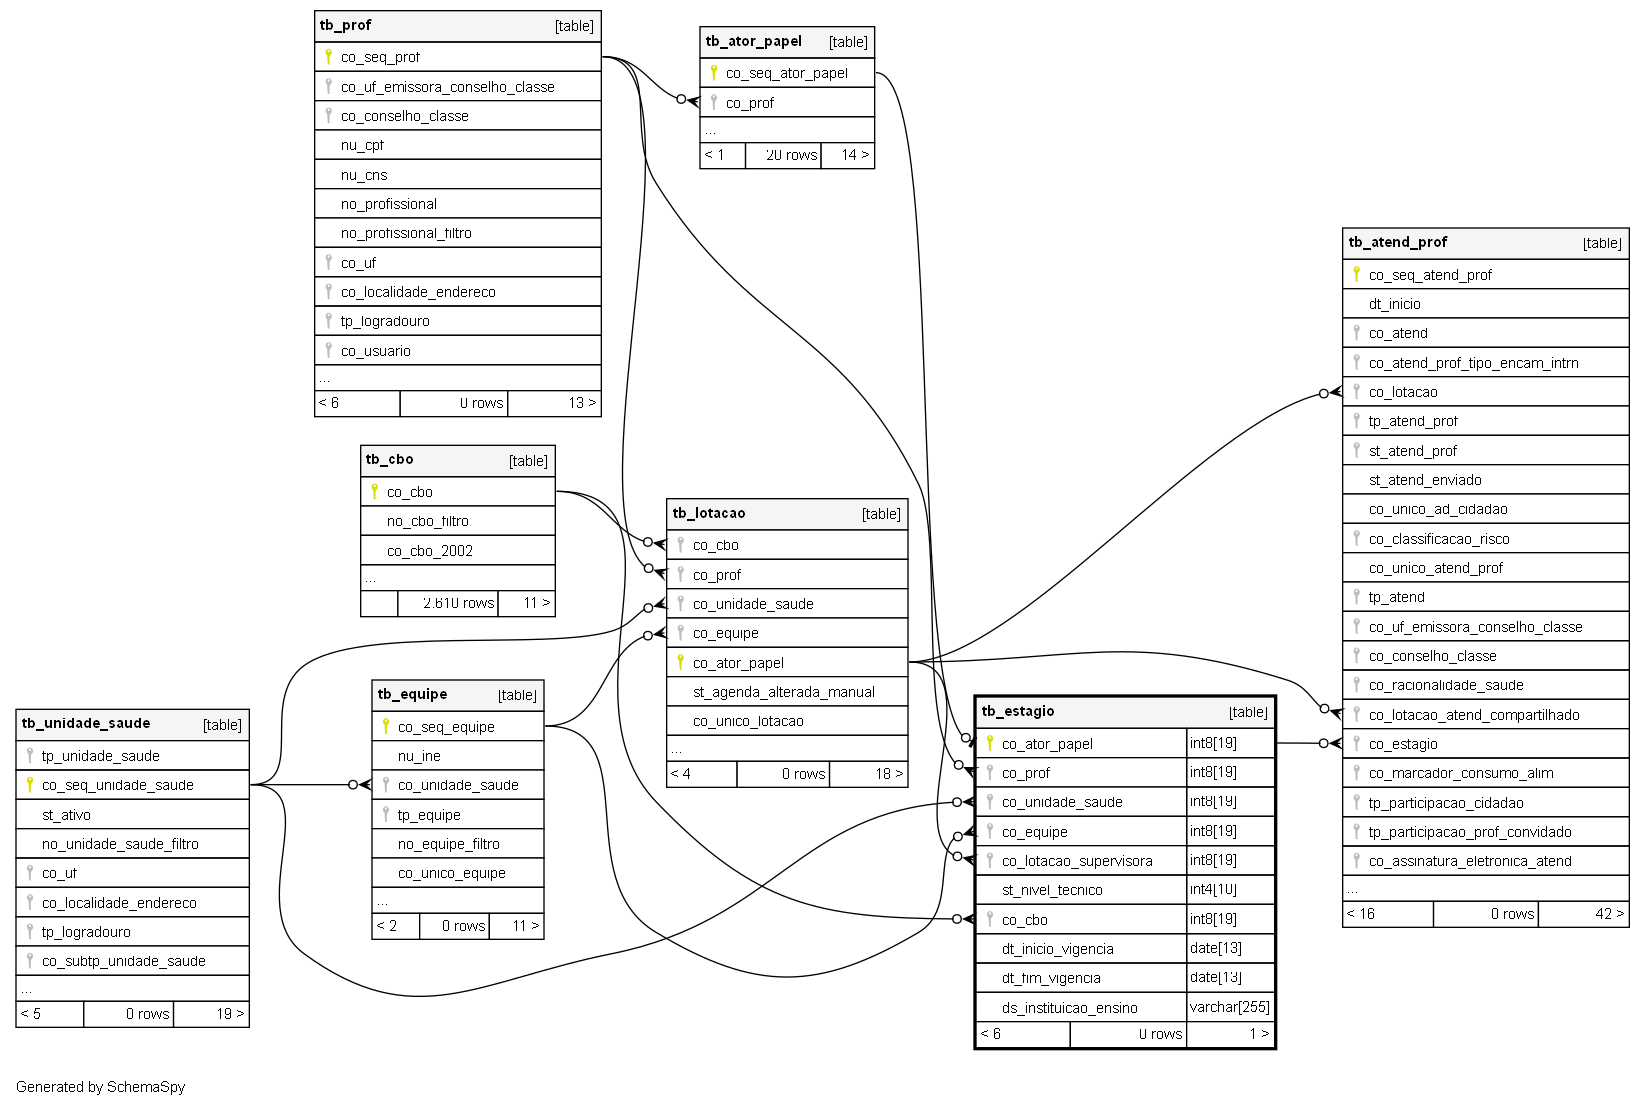 tb_prof [table]
co_seq_prof
co_uf_emissora_conselho_classe
co_conselho_classe
nu_cpf
nu_cns
no_profissional
no_profissional_filtro
co_uf
co_localidade_endereco
tp_logradouro
co_usuario
...
< 6 0 rows 13 >
tb_ator_papel [table]
co_seq_ator_papel
co_prof
...
< 1 20 rows 14 >
tb_atend_prof [table]
co_seq_atend_prof
dt_inicio
co_atend
co_atend_prof_tipo_encam_intrn
co_lotacao
tp_atend_prof
st_atend_prof
st_atend_enviado
co_unico_ad_cidadao
co_classificacao_risco
co_unico_atend_prof
tp_atend
co_uf_emissora_conselho_classe
co_conselho_classe
co_racionalidade_saude
co_lotacao_atend_compartilhado
co_estagio
co_marcador_consumo_alim
tp_participacao_cidadao
tp_participacao_prof_convidado
co_assinatura_eletronica_atend
...
< 16 0 rows 42 >
tb_cbo [table]
co_cbo
no_cbo_filtro
co_cbo_2002
...
2.610 rows 11 >
tb_lotacao [table]
co_cbo
co_prof
co_unidade_saude
co_equipe
co_ator_papel
st_agenda_alterada_manual
co_unico_lotacao
...
< 4 0 rows 18 >
tb_equipe [table]
co_seq_equipe
nu_ine
co_unidade_saude
tp_equipe
no_equipe_filtro
co_unico_equipe
...
< 2 0 rows 11 >
tb_unidade_saude [table]
tp_unidade_saude
co_seq_unidade_saude
st_ativo
no_unidade_saude_filtro
co_uf
co_localidade_endereco
tp_logradouro
co_subtp_unidade_saude
...
< 5 0 rows 19 >
tb_estagio [table]
co_ator_papel int8[19]
co_prof int8[19]
co_unidade_saude int8[19]
co_equipe int8[19]
co_lotacao_supervisora int8[19]
st_nivel_tecnico int4[10]
co_cbo int8[19]
dt_inicio_vigencia date[13]
dt_fim_vigencia date[13]
ds_instituicao_ensino varchar[255]
< 6 0 rows 1 >
Generated by SchemaSpy